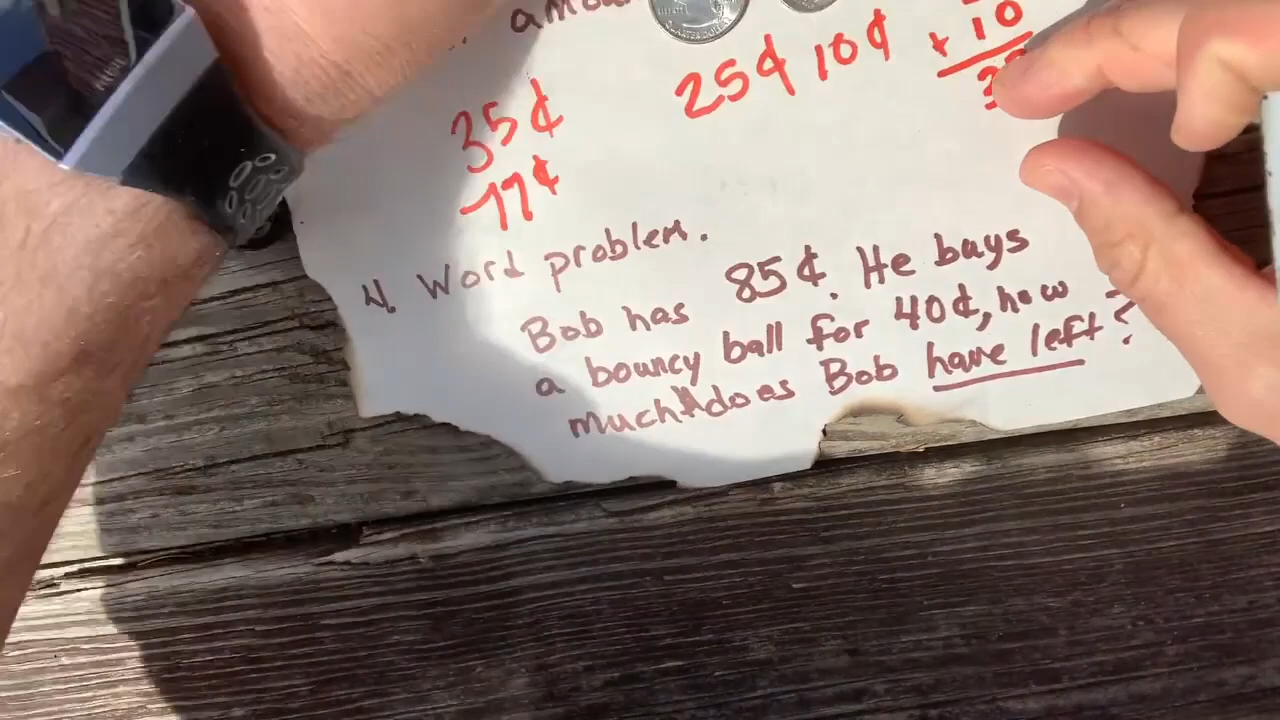 25¢ 10¢ + 10
35¢
77¢
4. Word problem.
Bob has 85¢. He buys
a bouncy ball for 40¢, how
much does Bob have left?